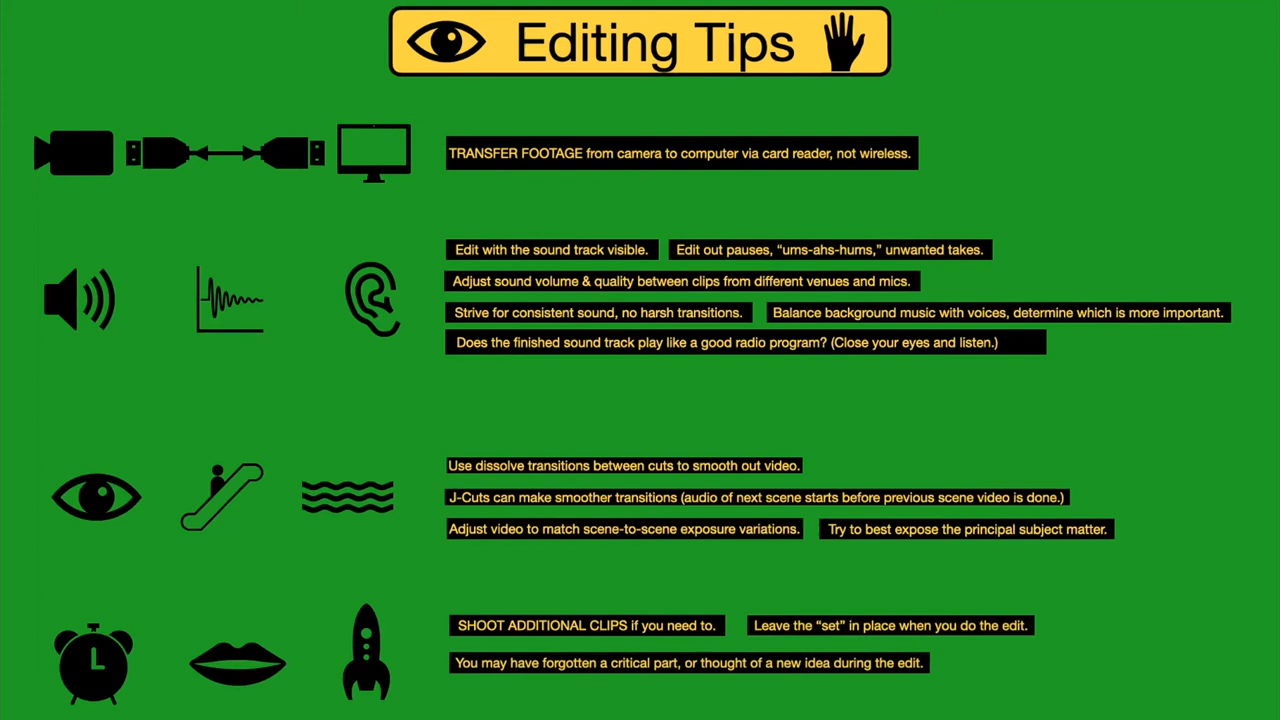 Editing Tips
TRANSFER FOOTAGE from camera to computer via card reader, not wireless.
Edit with the sound track visible. Edit out pauses, “ums-ahs-hums,” unwanted takes.
Adjust sound volume & quality between clips from different venues and mics.
Strive for consistent sound, no harsh transitions. Balance background music with voices, determine which is more important.
Does the finished sound track play like a good radio program? (Close your eyes and listen.)
Use dissolve transitions between cuts to smooth out video.
J-Cuts can make smoother transitions (audio of next scene starts before previous scene video is done.)
Adjust video to match scene-to-scene exposure variations. Try to best expose the principal subject matter.
SHOOT ADDITIONAL CLIPS if you need to. Leave the “set” in place when you do the edit.
You may have forgotten a critical part, or thought of a new idea during the edit.